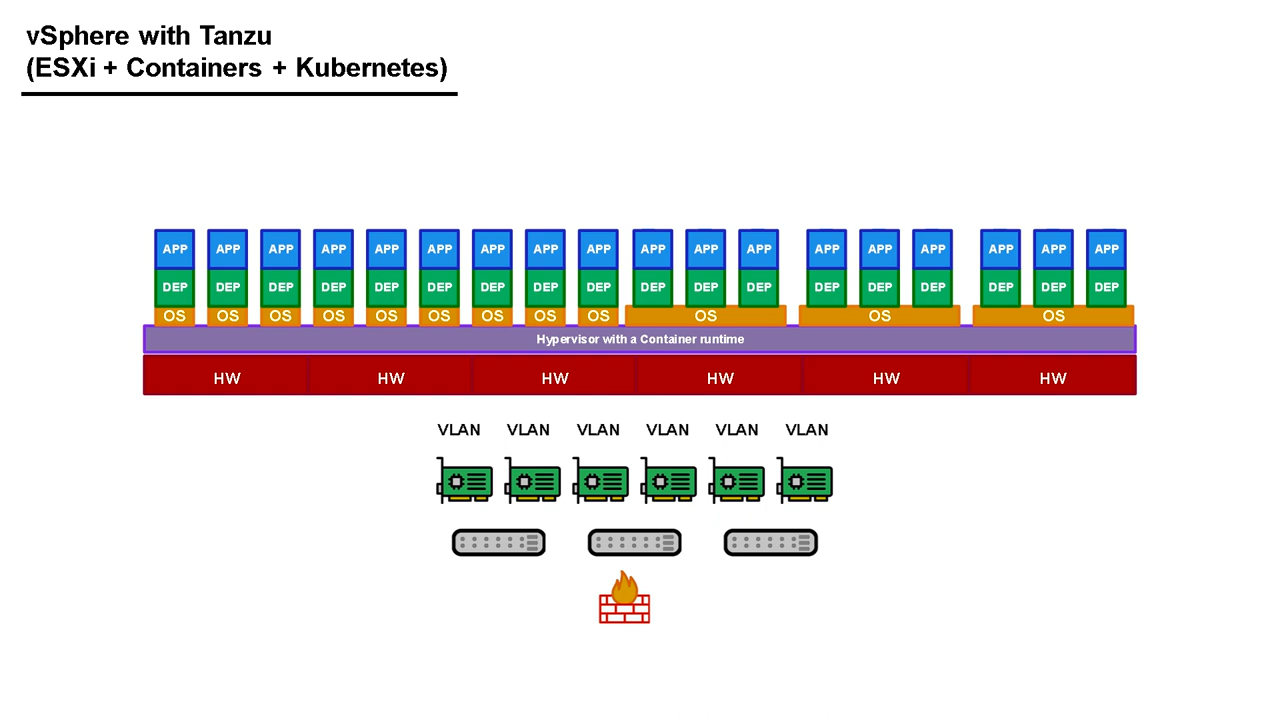 vSphere with Tanzu
(ESXi + Containers + Kubernetes)
APP APP APP APP APP APP APP APP APP APP APP APP APP APP APP APP APP APP
DEP DEP DEP DEP DEP DEP DEP DEP DEP DEP DEP DEP DEP DEP DEP DEP DEP DEP
OS OS OS OS OS OS OS OS OS OS OS OS
Hypervisor with a Container runtime
HW HW HW HW HW HW
VLAN VLAN VLAN VLAN VLAN VLAN